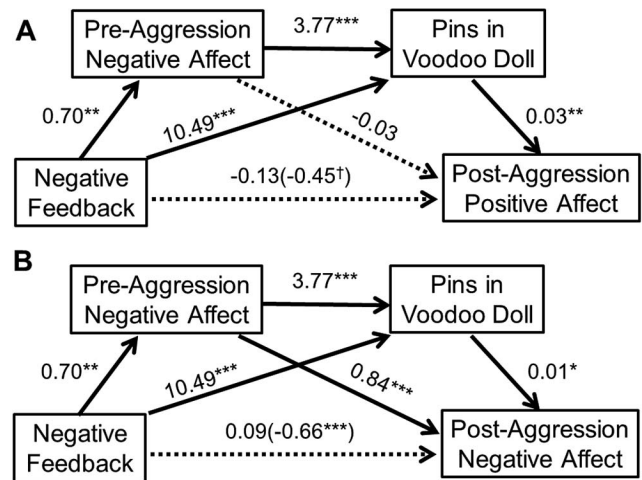 A
Pre-Aggression
Negative Affect
3.77***
Pins in
Voodoo Doll
0.70**
10.49***
-0.03
0.03**
Negative
Feedback
-0.13(-0.45†)
Post-Aggression
Positive Affect
B
Pre-Aggression
Negative Affect
3.77***
Pins in
Voodoo Doll
0.70**
10.49***
0.84***
0.01*
Negative
Feedback
0.09(-0.66***)
Post-Aggression
Negative Affect